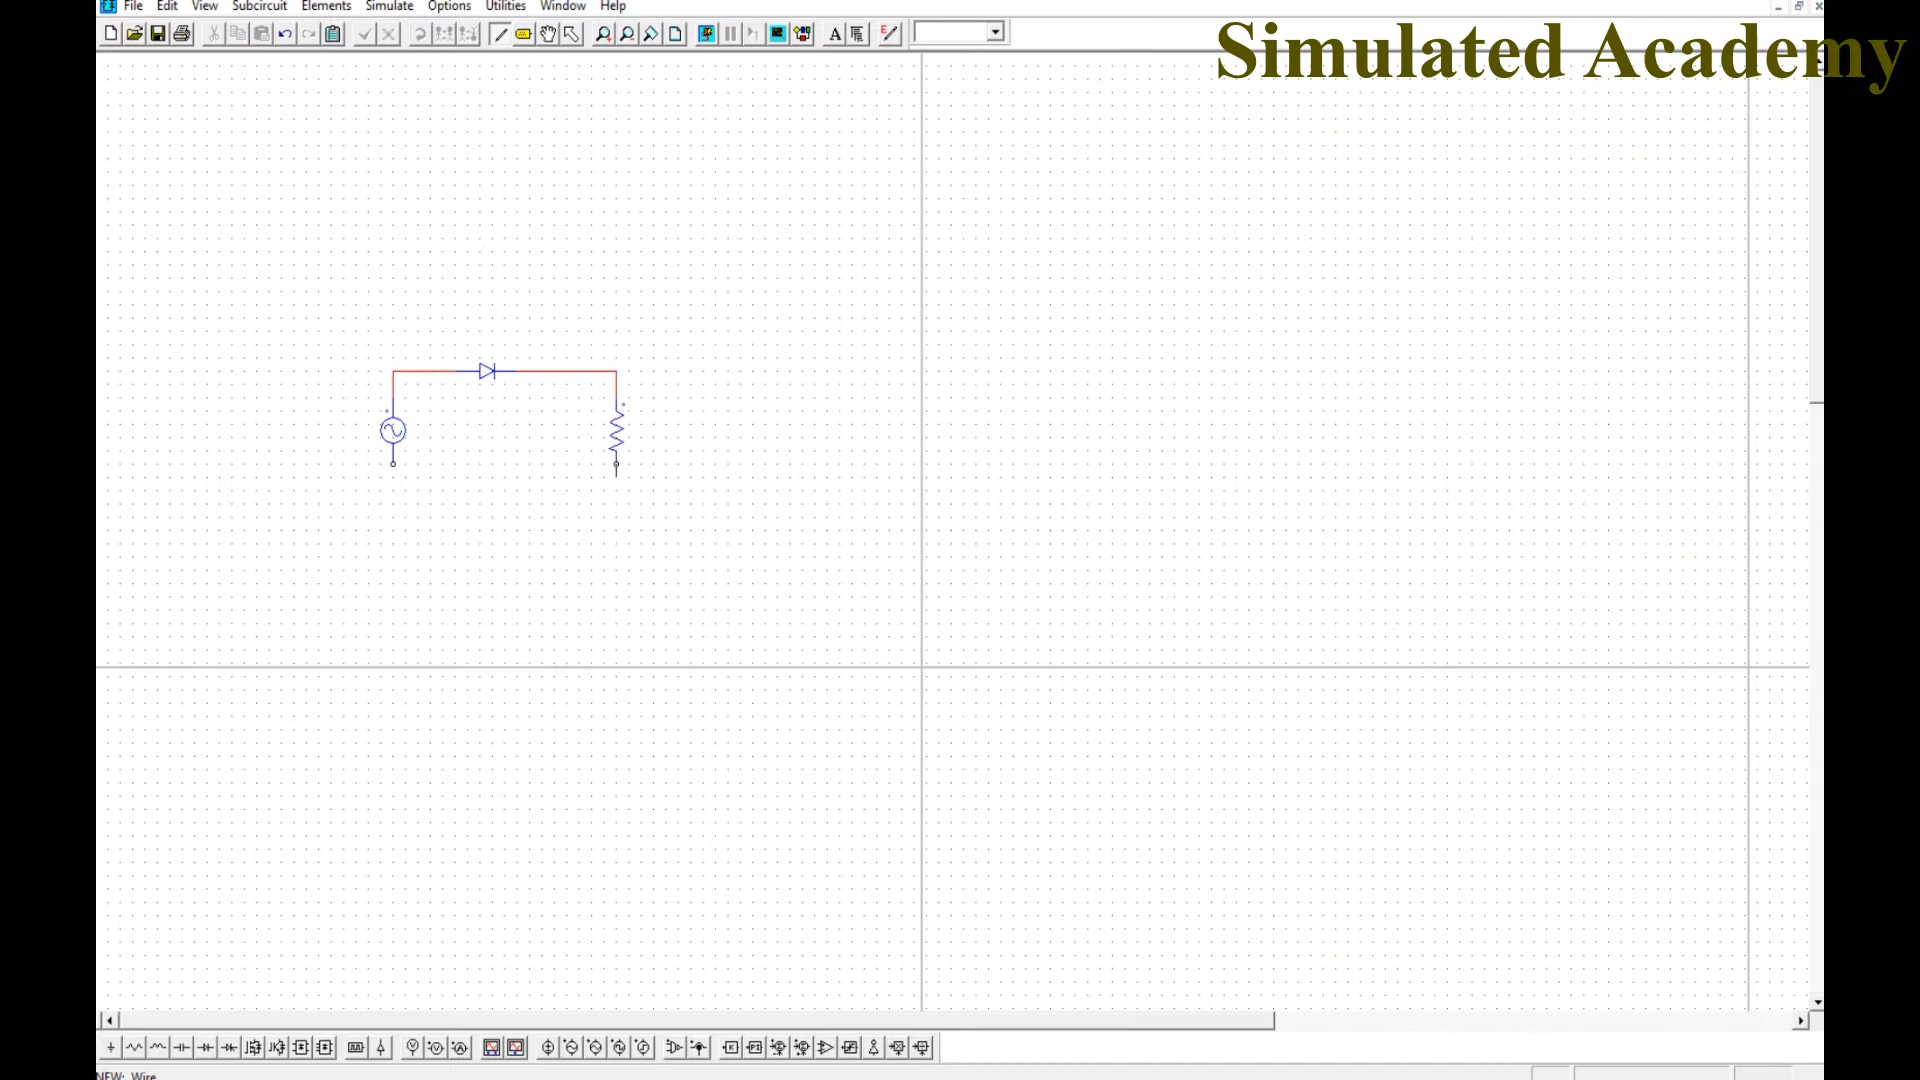 File Edit View Subcircuit Elements Simulate Options Utilities Window Help
Simulated Academy
NEW: Wire